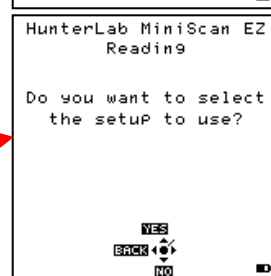 HunterLab MiniScan EZ
Reading
Do you want to select
the setup to use?
YES
BACK
NO